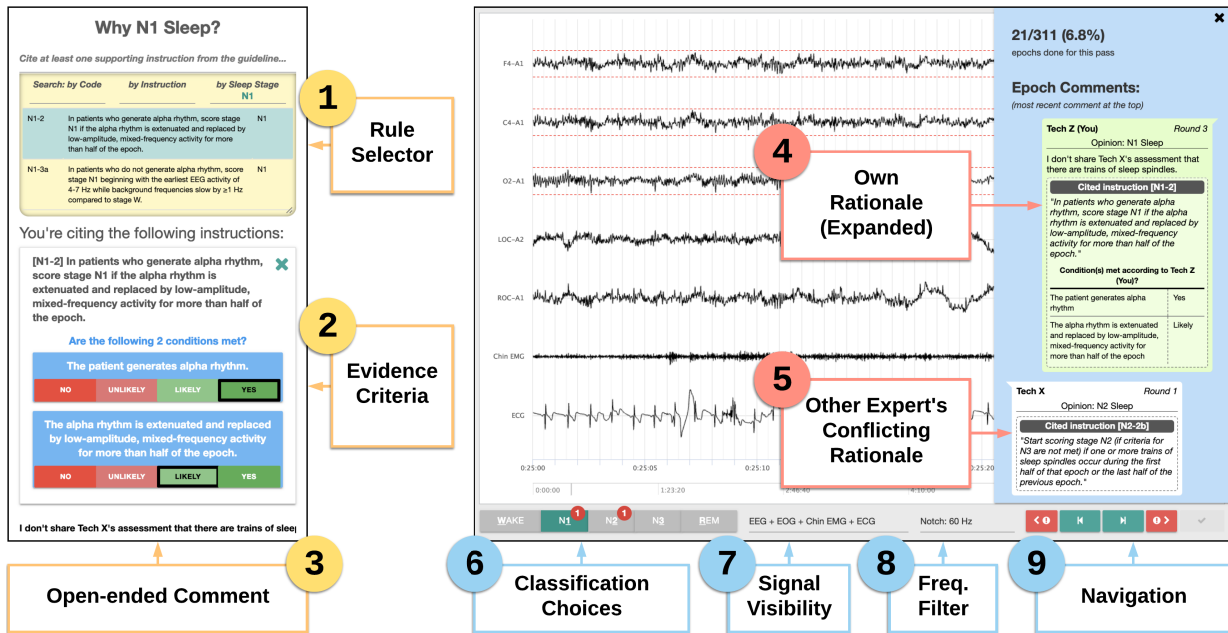 Why N1 Sleep?
Cite at least one supporting instruction from the guideline...
Search: by Code
by Instruction
by Sleep Stage
N1
N1-2
In patients who generate alpha rhythm, score
stage N1 if the alpha rhythm is extenuated and replaced by
low-amplitude, mixed-frequency activity for more
than half of the epoch.
N1
N1-3a
In patients who do not generate alpha rhythm, score
stage N1 beginning with the earliest EEG activity of
4-7 Hz while background frequencies slow by ≥1 Hz
compared to stage W.
N1
You're citing the following instructions:
[N1-2] In patients who generate alpha rhythm,
score stage N1 if the alpha rhythm is
extenuated and replaced by low-amplitude,
mixed-frequency activity for more than half of
the epoch.
Are the following 2 conditions met?
The patient generates alpha rhythm.
NO
UNLIKELY
LIKELY
YES
The alpha rhythm is extenuated and replaced
by low-amplitude, mixed-frequency activity
for more than half of the epoch.
NO
UNLIKELY
LIKELY
YES
I don't share Tech X's assessment that there are trains of sleep
1
Rule
Selector
2
Evidence
Criteria
3
Open-ended Comment
F4-A1
C4-A1
O2-A1
LOC-A2
ROC-A1
Chin EMG
ECG
0:25:00
0:25:05
0:25:10
0:25:20
0:00:00
1:23:20
2:46:40
4:10:00
4
Own
Rationale
(Expanded)
5
Other Expert's
Conflicting
Rationale
21/311 (6.8%)
epochs done for this pass
Epoch Comments:
(most recent comment at the top)
Tech Z (You)
Round 3
Opinion: N1 Sleep
I don't share Tech X's assessment that
there are trains of sleep spindles.
Cited instruction [N1-2]
"In patients who generate alpha
rhythm, score stage N1 if the alpha
rhythm is extenuated and replaced by
low-amplitude, mixed-frequency
activity for more than half of the
epoch."
Condition(s) met according to Tech Z
(You)?
The patient generates alpha
rhythm
Yes
The alpha rhythm is extenuated
and replaced by low-amplitude,
mixed-frequency activity for
more than half of the epoch
Likely
Tech X
Round 1
Opinion: N2 Sleep
Cited instruction [N2-2b]
"Start scoring stage N2 (if criteria for
N3 are not met) if one or more trains of
sleep spindles occur during the first
half of that epoch or the last half of the
previous epoch."
WAKE
N1
1
N2
1
N3
REM
EEG + EOG + Chin EMG + ECG
Notch: 60 Hz
6
Classification
Choices
7
Signal
Visibility
8
Freq.
Filter
9
Navigation